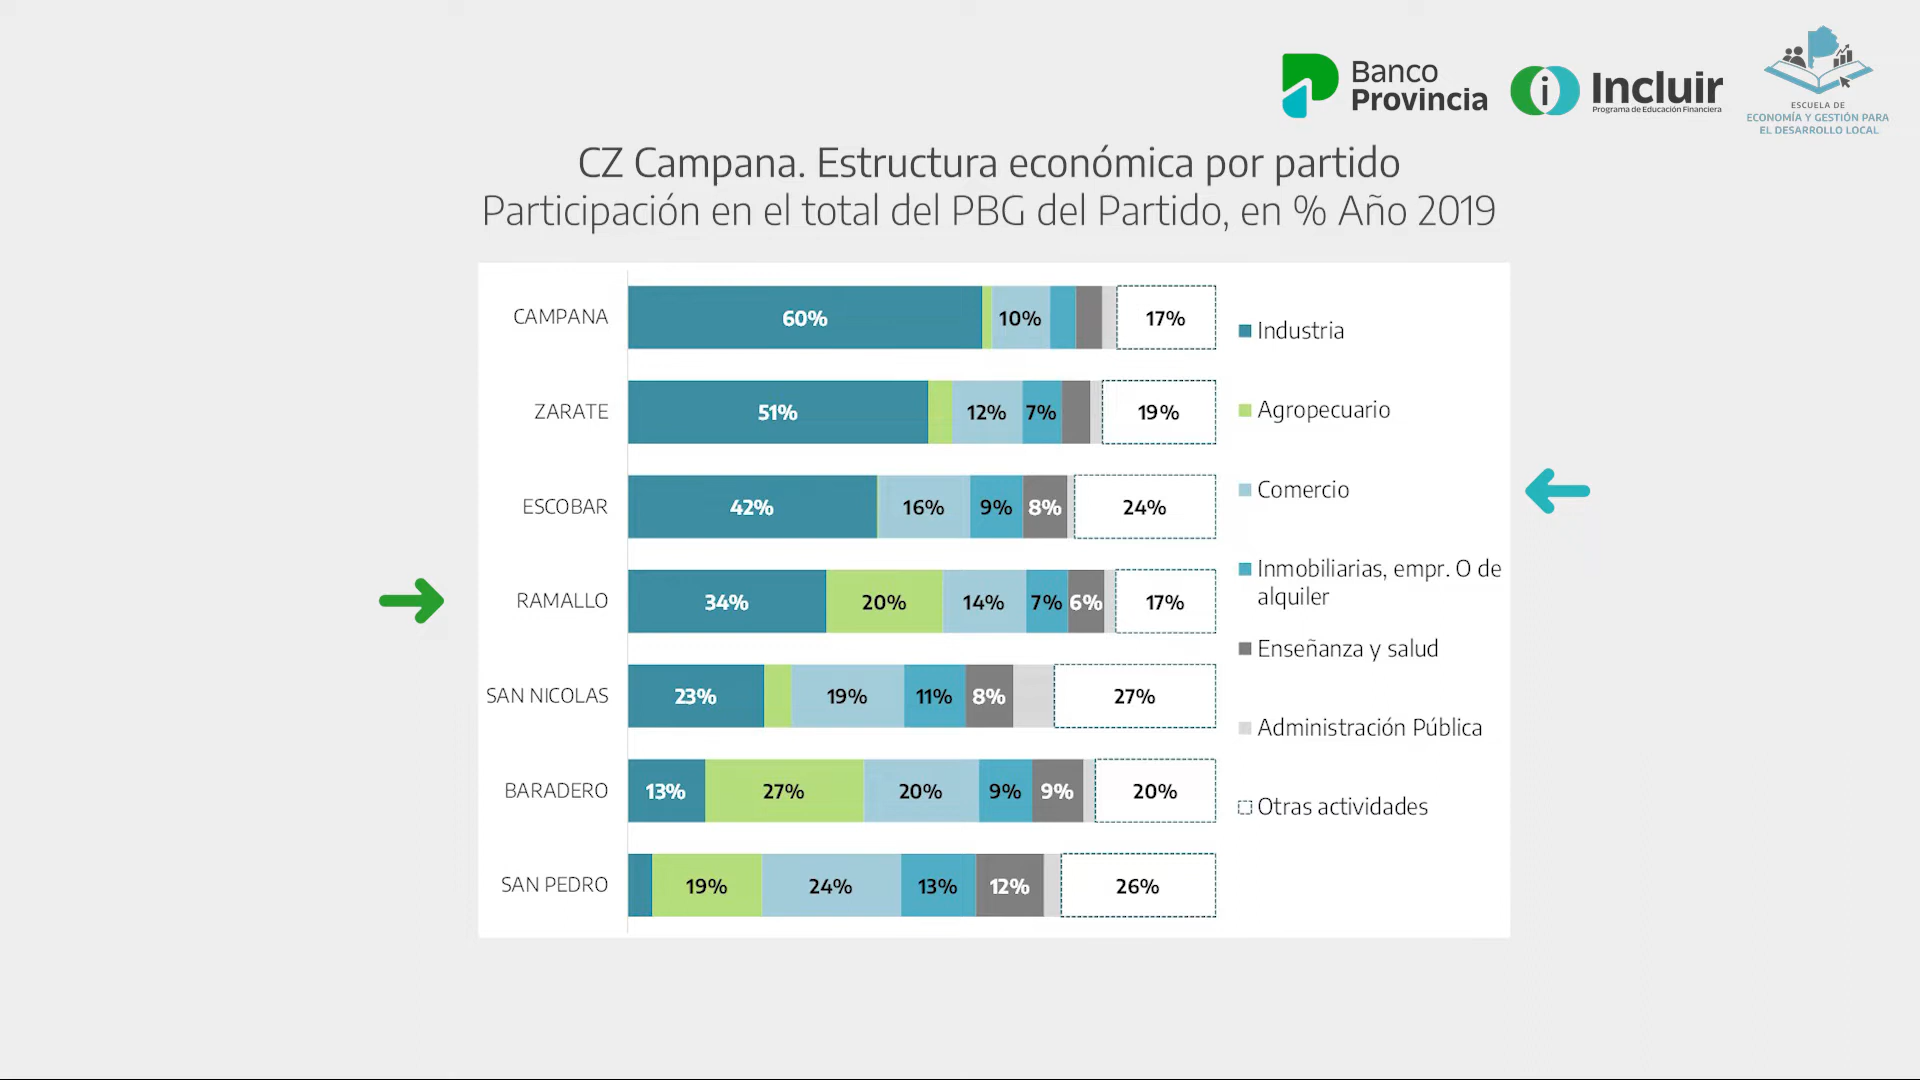 Banco
Provincia
i
Incluir
Programa de Educación Financiera
ESCUELA DE
ECONOMÍA Y GESTIÓN PARA
EL DESARROLLO LOCAL
CZ Campana. Estructura económica por partido
Participación en el total del PBG del Partido, en % Año 2019
CAMPANA 60% 10% 17%
ZARATE 51% 12% 7% 19%
ESCOBAR 42% 16% 9% 8% 24%
RAMALLO 34% 20% 14% 7% 6% 17%
SAN NICOLAS 23% 19% 11% 8% 27%
BARADERO 13% 27% 20% 9% 9% 20%
SAN PEDRO 19% 24% 13% 12% 26%
Industria
Agropecuario
Comercio
Inmobiliarias, empr. O de
alquiler
Enseñanza y salud
Administración Pública
Otras actividades